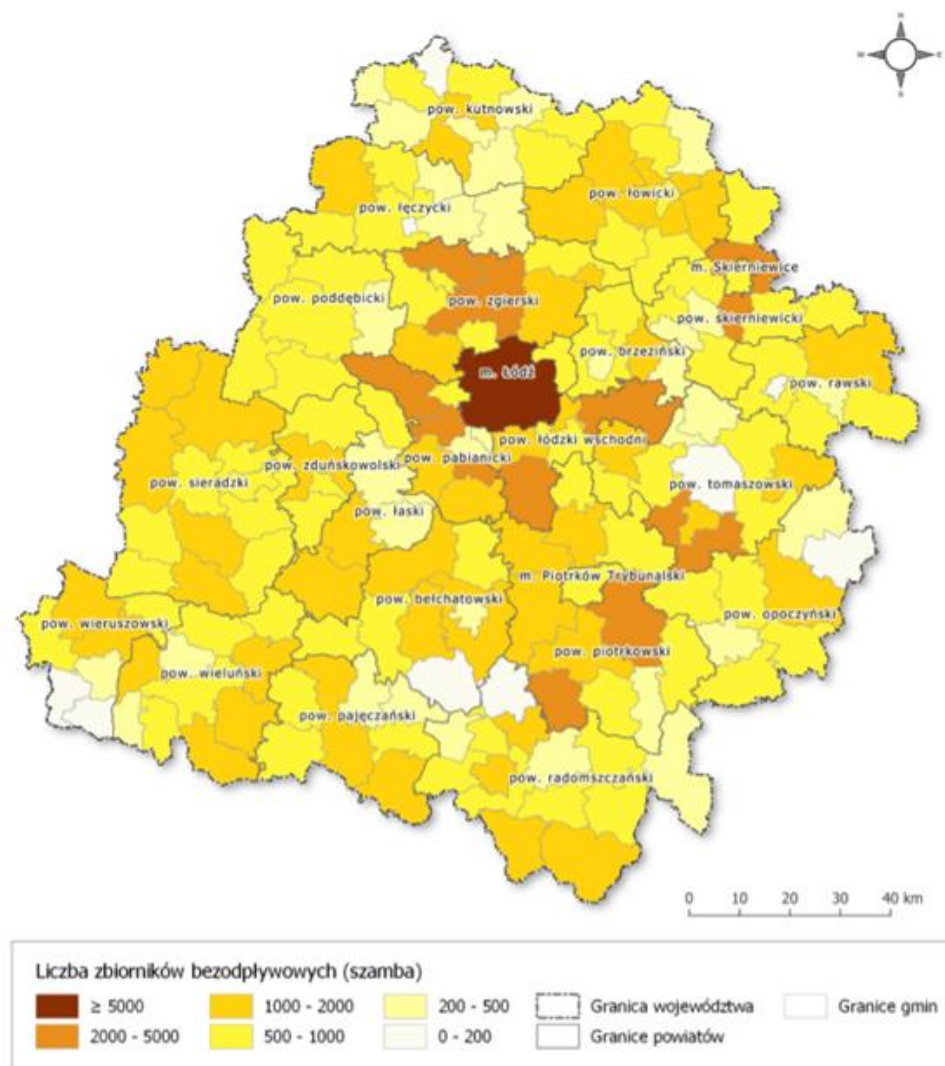 N
W E
S
pow. kutnowski
pow. łowicki
pow. łęczycki
m. Skierniewice
pow. poddębicki
pow. zgierski
pow. skierniewicki
pow. brzeziński
m. Łódź
pow. rawski
pow. łódzki wschodni
pow. pabianicki
pow. zduńskowolski
pow. sieradzki
pow. tomaszowski
pow. łaski
m. Piotrków Trybunalski
pow. bełchatowski
pow. opoczyński
pow. wieruszowski
pow. piotrkowski
pow. wieluński
pow. pajęczański
pow. radomszczański
0 10 20 30 40 km
Liczba zbiorników bezodpływowych (szamba)
≥ 5000 1000 - 2000 200 - 500 Granica województwa Granice gmin
2000 - 5000 500 - 1000 0 - 200 Granice powiatów